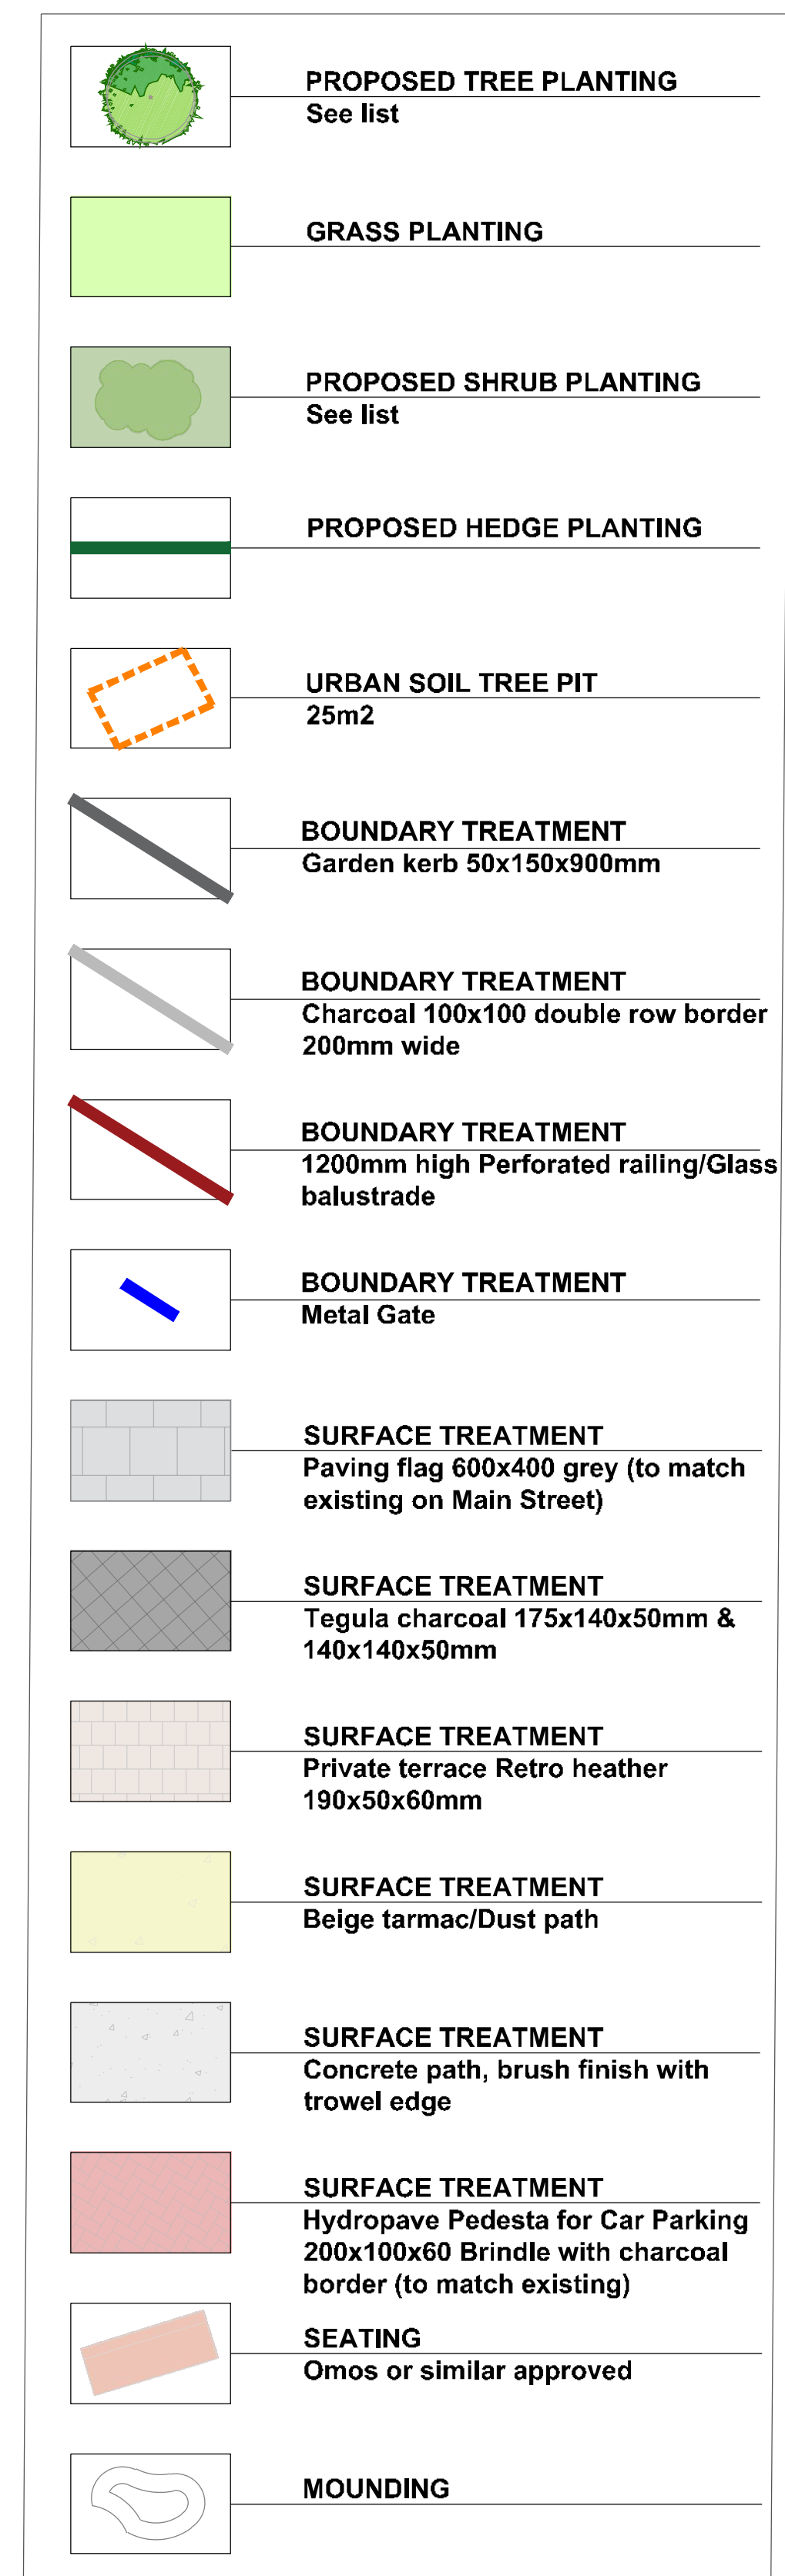 PROPOSED TREE PLANTING
See list
GRASS PLANTING
PROPOSED SHRUB PLANTING
See list
PROPOSED HEDGE PLANTING
URBAN SOIL TREE PIT
25m2
BOUNDARY TREATMENT
Garden kerb 50x150x900mm
BOUNDARY TREATMENT
Charcoal 100x100 double row border
200mm wide
BOUNDARY TREATMENT
1200mm high Perforated railing/Glass
balustrade
BOUNDARY TREATMENT
Metal Gate
SURFACE TREATMENT
Paving flag 600x400 grey (to match
existing on Main Street)
SURFACE TREATMENT
Tegula charcoal 175x140x50mm &
140x140x50mm
SURFACE TREATMENT
Private terrace Retro heather
190x50x60mm
SURFACE TREATMENT
Beige tarmac/Dust path
SURFACE TREATMENT
Concrete path, brush finish with
trowel edge
SURFACE TREATMENT
Hydropave Pedesta for Car Parking
200x100x60 Brindle with charcoal
border (to match existing)
SEATING
Omos or similar approved
MOUNDING